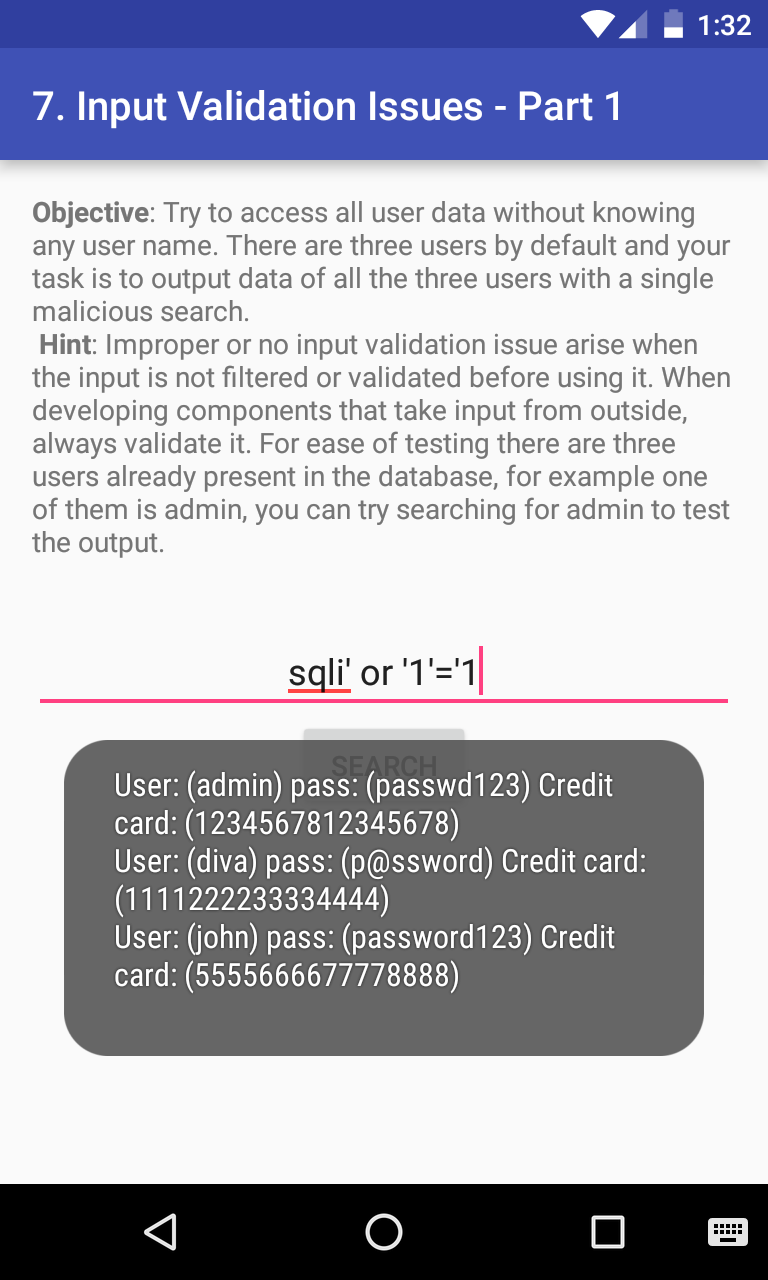 1:32
7. Input Validation Issues - Part 1
Objective: Try to access all user data without knowing
any user name. There are three users by default and your
task is to output data of all the three users with a single
malicious search.
Hint: Improper or no input validation issue arise when
the input is not filtered or validated before using it. When
developing components that take input from outside,
always validate it. For ease of testing there are three
users already present in the database, for example one
of them is admin, you can try searching for admin to test
the output.
sqli' or '1'='1
SEARCH
User: (admin) pass: (passwd123) Credit
card: (1234567812345678)
User: (diva) pass: (p@ssword) Credit card:
(1111222233334444)
User: (john) pass: (password123) Credit
card: (5555666677778888)